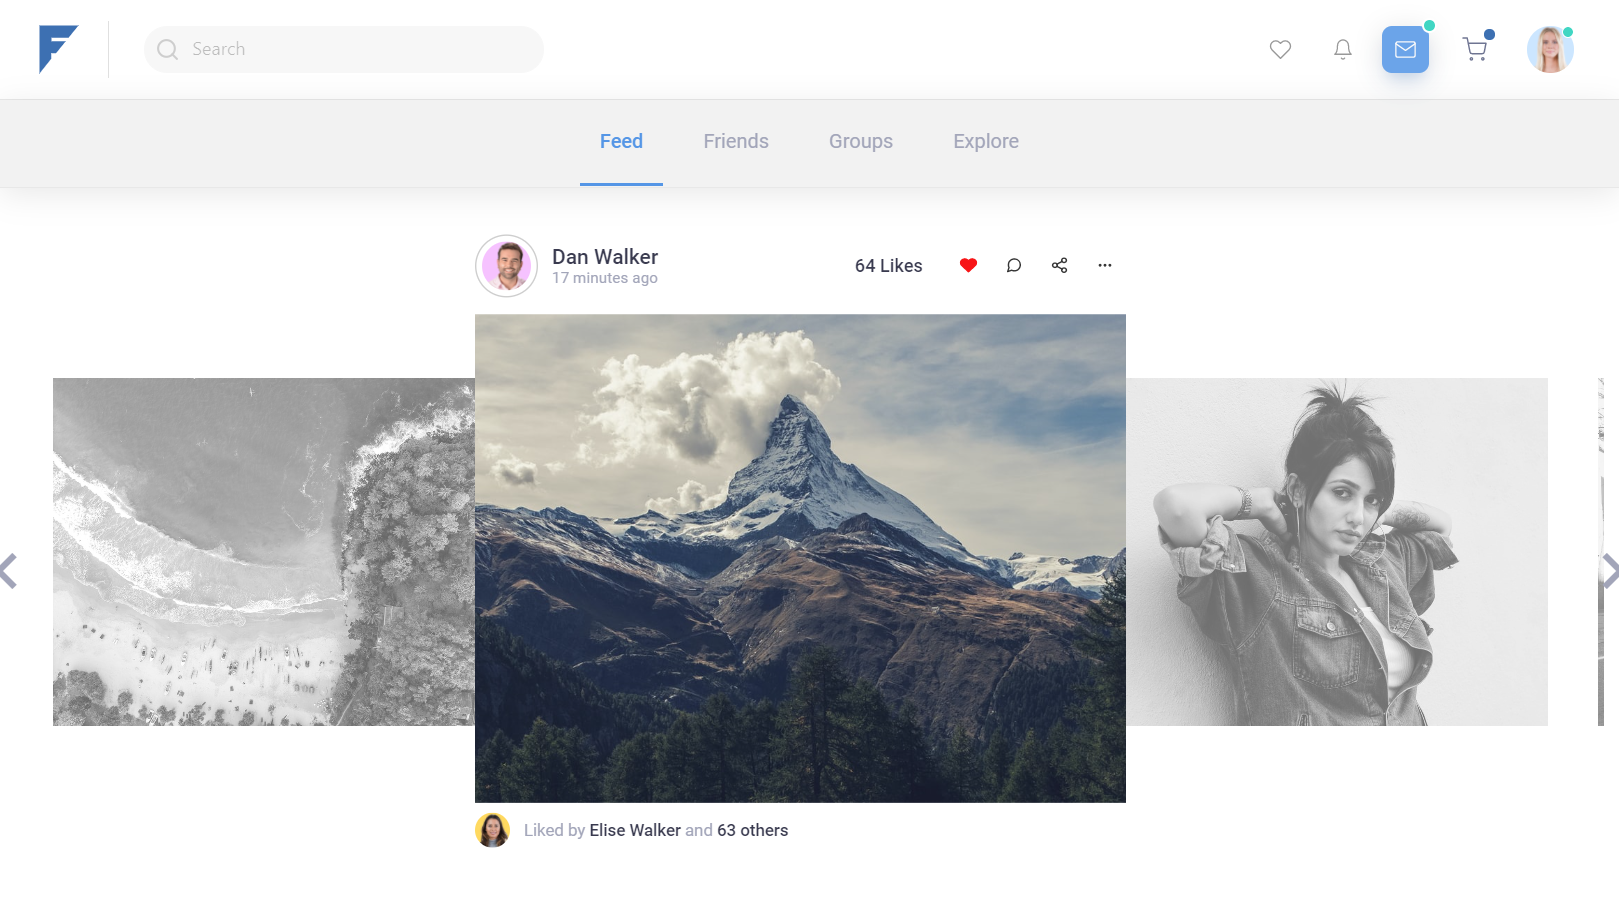 Search
Feed Friends Groups Explore
Dan Walker
17 minutes ago
64 Likes
Liked by Elise Walker and 63 others